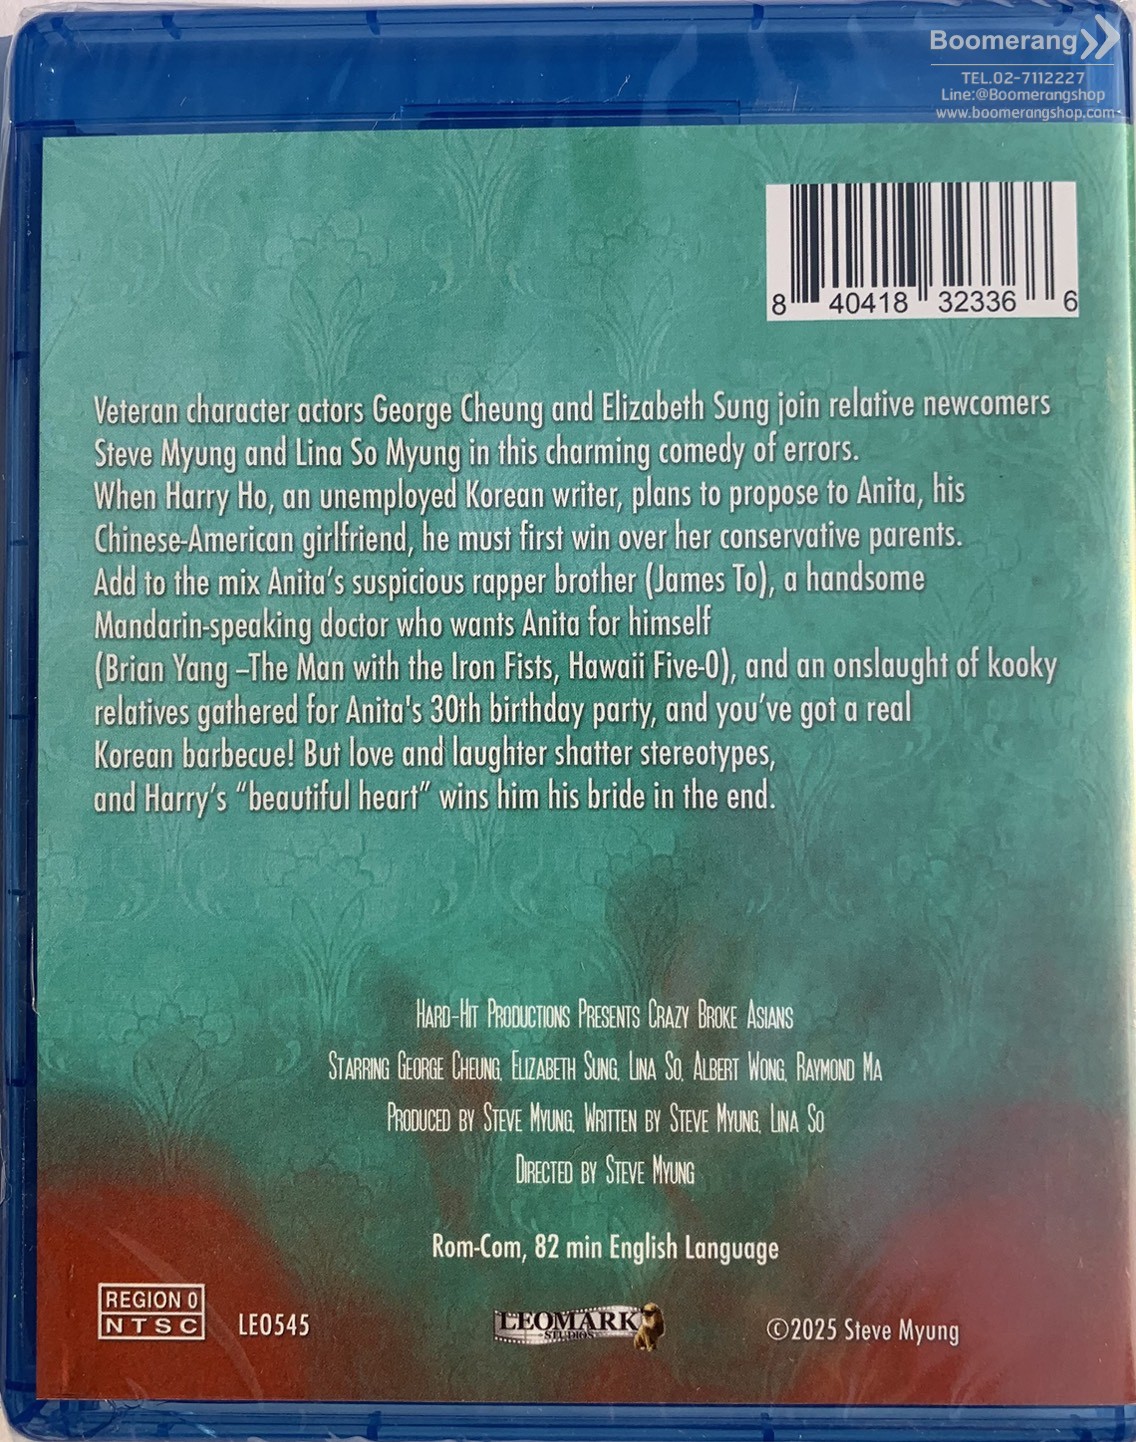 Boomerang
TEL.02-7112227
Line:@Boomerangshop
www.boomerangshop.com
8 40418 32336 6
Veteran character actors George Cheung and Elizabeth Sung join relative newcomers
Steve Myung and Lina So Myung in this charming comedy of errors.
When Harry Ho, an unemployed Korean writer, plans to propose to Anita, his
Chinese-American girlfriend, he must first win over her conservative parents.
Add to the mix Anita’s suspicious rapper brother (James To), a handsome
Mandarin-speaking doctor who wants Anita for himself
(Brian Yang –The Man with the Iron Fists, Hawaii Five-0), and an onslaught of kooky
relatives gathered for Anita's 30th birthday party, and you’ve got a real
Korean barbecue! But love and laughter shatter stereotypes,
and Harry’s “beautiful heart” wins him his bride in the end.
Hard-Hit Productions Presents Crazy Broke Asians
Starring George Cheung, Elizabeth Sung, Lina So, Albert Wong, Raymond Ma
Produced by Steve Myung, Written by Steve Myung, Lina So
Directed by Steve Myung
Rom-Com, 82 min English Language
REGION 0
NTSC
LEO545
LEOMARK
STUDIOS
©2025 Steve Myung